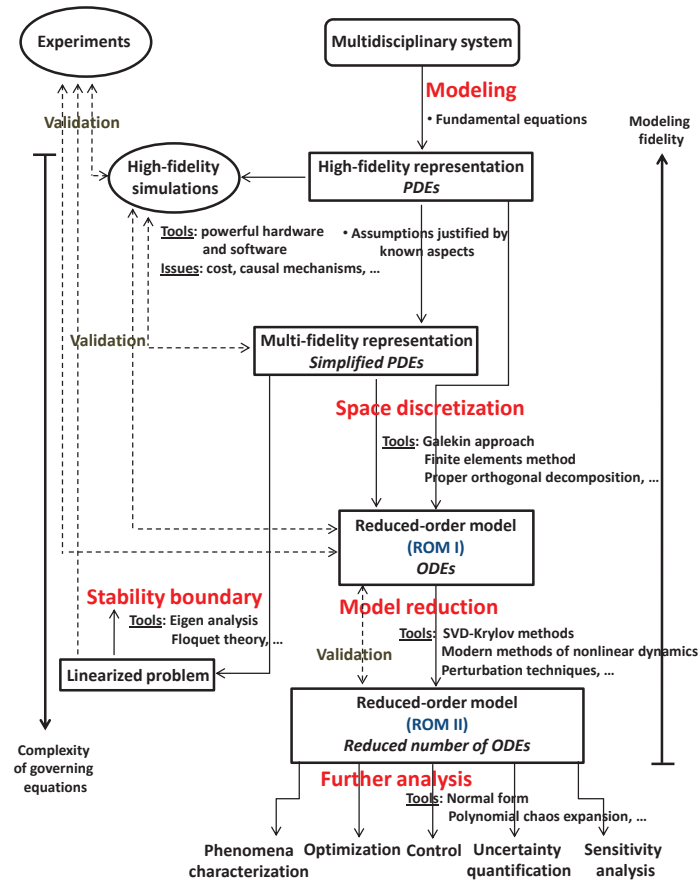 Experiments
Multidisciplinary system
Modeling
• Fundamental equations
Modeling
fidelity
Validation
High-fidelity
simulations
High-fidelity representation
PDEs
Tools: powerful hardware
and software
Issues: cost, causal mechanisms, ...
• Assumptions justified by
known aspects
Validation
Multi-fidelity representation
Simplified PDEs
Space discretization
Tools: Galekin approach
Finite elements method
Proper orthogonal decomposition, ...
Reduced-order model
(ROM I)
ODEs
Stability boundary
Tools: Eigen analysis
Floquet theory, ...
Model reduction
Tools: SVD-Krylov methods
Modern methods of nonlinear dynamics
Perturbation techniques, ...
Validation
Linearized problem
Reduced-order model
(ROM II)
Reduced number of ODEs
Complexity
of governing
equations
Further analysis
Tools: Normal form
Polynomial chaos expansion, ...
Phenomena
characterization
Optimization
Control
Uncertainty
quantification
Sensitivity
analysis